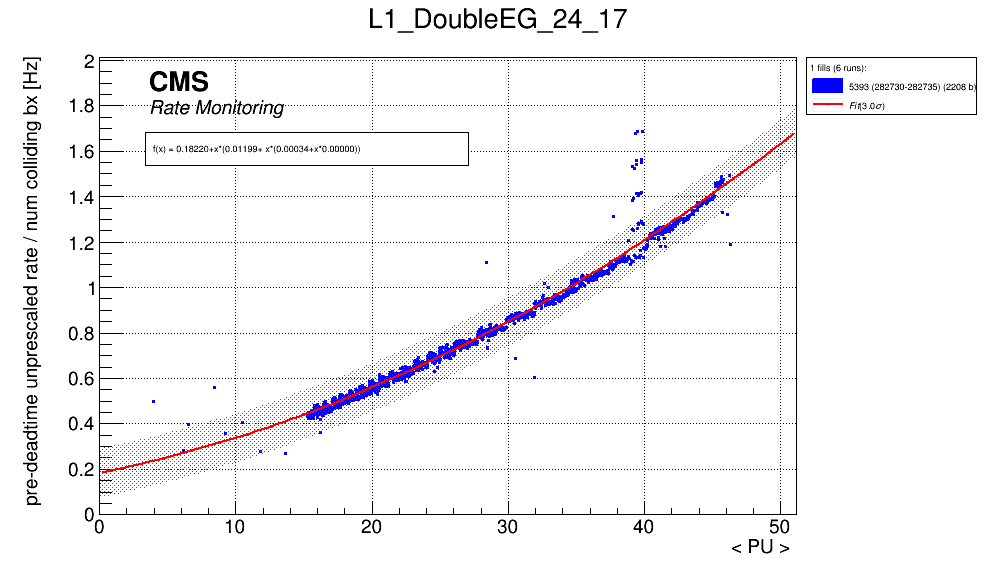 L1_DoubleEG_24_17
pre-deadtime unprescaled rate / num colliding bx [Hz]
2
1.8
1.6
1.4
1.2
1
0.8
0.6
0.4
0.2
0
CMS
Rate Monitoring
f(x) = 0.18220+x*(0.01199+ x*(0.00034+x*0.00000))
1 fills (6 runs):
5393 (282730-282735) (2208 b)
Fit(3.0σ)
0 10 20 30 40 50
< PU >